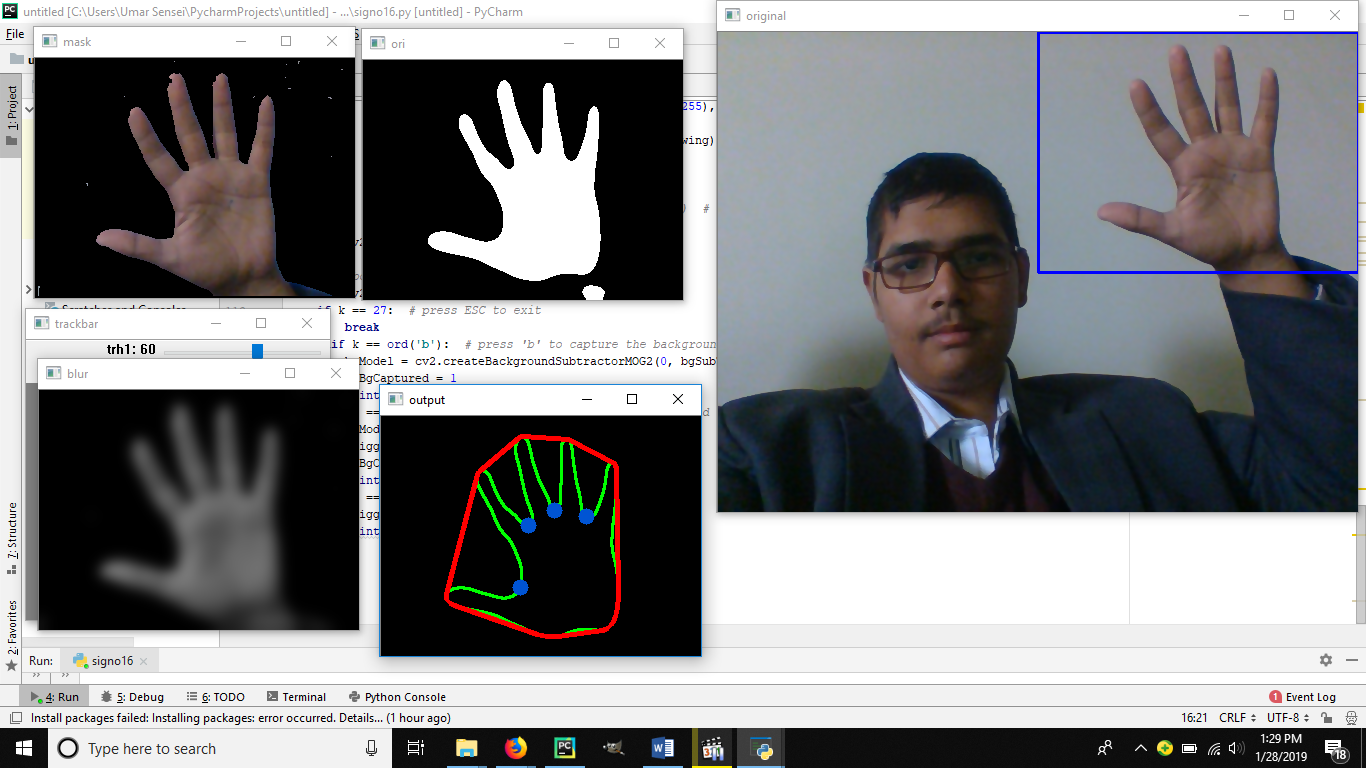 untitled [C:\Users\Umar Sensei\PycharmProjects\untitled] - ...\signo16.py [untitled] - PyCharm
original
File
mask
ori
1: Project
255),
wing)
) #
if k == 27: # press ESC to exit
break
trackbar
trh1: 60
if k == ord('b'): # press 'b' to capture the backgroun
Model = cv2.createBackgroundSubtractorMOG2(0, bgSub
blur
BgCaptured = 1
output
7: Structure
2: Favorites
Run: signo16
4: Run 5: Debug 6: TODO Terminal Python Console 1 Event Log
Install packages failed: Installing packages: error occurred. Details... (1 hour ago) 16:21 CRLF UTF-8
Type here to search
1:29 PM
1/28/2019
18